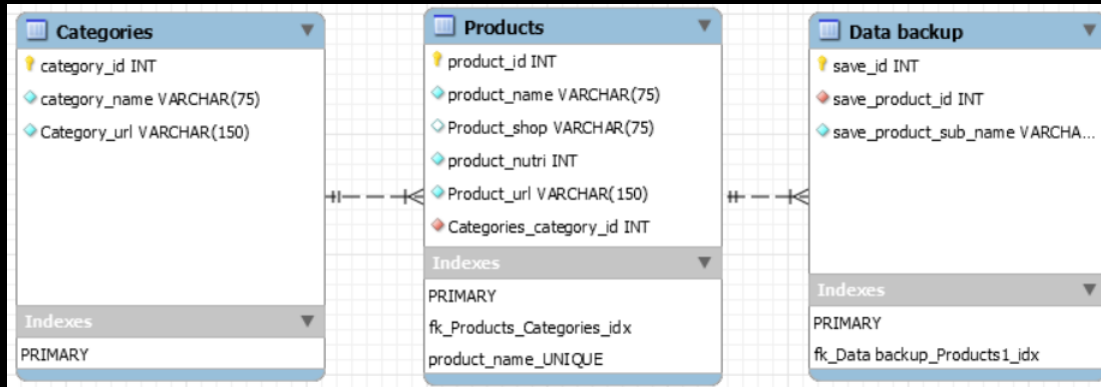 Categories
category_id INT
category_name VARCHAR(75)
Category_url VARCHAR(150)
Indexes
PRIMARY
Products
product_id INT
product_name VARCHAR(75)
Product_shop VARCHAR(75)
product_nutri INT
Product_url VARCHAR(150)
Categories_category_id INT
Indexes
PRIMARY
fk_Products_Categories_idx
product_name_UNIQUE
Data backup
save_id INT
save_product_id INT
save_product_sub_name VARCHA...
Indexes
PRIMARY
fk_Data backup_Products1_idx